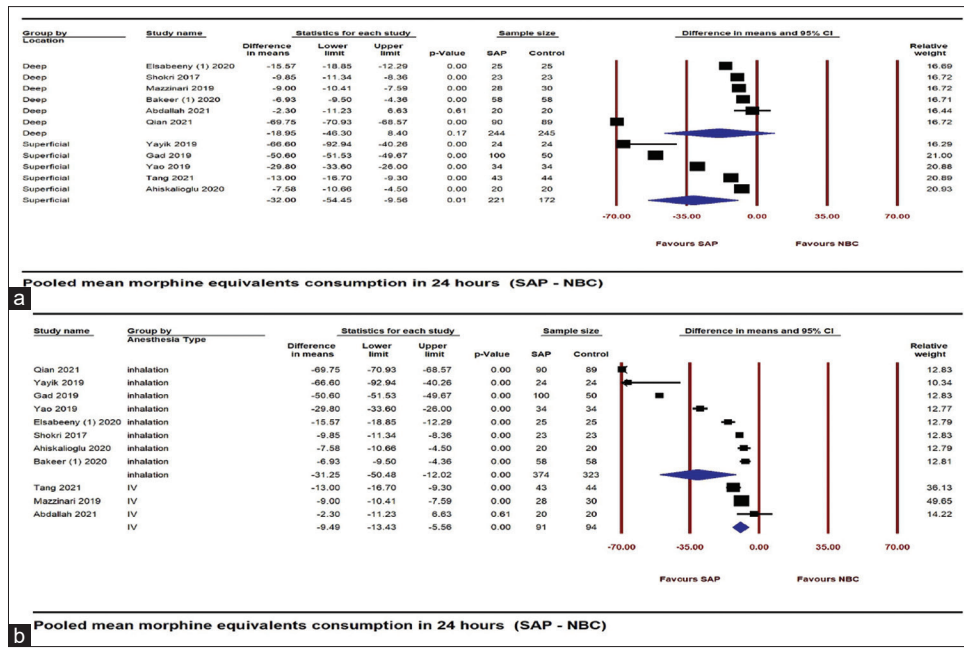 Group by Study name Statistics for each study Sample size Difference in means and 95% CI
Location
Difference in means Lower limit Upper limit p-Value SAP Control Relative weight
Deep Elsabeeny (1) 2020 -15.57 -18.85 -12.29 0.00 25 25 16.69
Deep Shokri 2017 -9.85 -11.34 -8.36 0.00 23 23 16.72
Deep Mazzinari 2019 -9.00 -10.41 -7.59 0.00 28 30 16.72
Deep Bakeer (1) 2020 -6.93 -9.50 -4.36 0.00 58 58 16.71
Deep Abdallah 2021 -2.30 -11.23 6.63 0.61 20 20 16.44
Deep Qian 2021 -69.75 -70.93 -68.57 0.00 90 89 16.72
Deep -18.95 -46.30 8.40 0.17 244 245
Superficial Yayik 2019 -66.60 -92.94 -40.26 0.00 24 24 16.29
Superficial Gad 2019 -50.60 -51.53 -49.67 0.00 100 50 21.00
Superficial Yao 2019 -29.80 -33.60 -26.00 0.00 34 34 20.88
Superficial Tang 2021 -13.00 -16.70 -9.30 0.00 43 44 20.89
Superficial Ahiskalioglu 2020 -7.58 -10.66 -4.50 0.00 20 20 20.93
Superficial -32.00 -54.45 -9.56 0.01 221 172
-70.00 -35.00 0.00 35.00 70.00
Favours SAP Favours NBC
Pooled mean morphine equivalents consumption in 24 hours (SAP - NBC)
a
Study name Group by Statistics for each study Sample size Difference in means and 95% CI
Anesthesia Type
Difference in means Lower limit Upper limit p-Value SAP Control Relative weight
Qian 2021 inhalation -69.75 -70.93 -68.57 0.00 90 89 12.83
Yayik 2019 inhalation -66.60 -92.94 -40.26 0.00 24 24 10.34
Gad 2019 inhalation -50.60 -51.53 -49.67 0.00 100 50 12.83
Yao 2019 inhalation -29.80 -33.60 -26.00 0.00 34 34 12.77
Elsabeeny (1) 2020 inhalation -15.57 -18.85 -12.29 0.00 25 25 12.79
Shokri 2017 inhalation -9.85 -11.34 -8.36 0.00 23 23 12.83
Ahiskalioglu 2020 inhalation -7.58 -10.66 -4.50 0.00 20 20 12.79
Bakeer (1) 2020 inhalation -6.93 -9.50 -4.36 0.00 58 58 12.81
inhalation -31.25 -50.48 -12.02 0.00 374 323
Tang 2021 IV -13.00 -16.70 -9.30 0.00 43 44 36.13
Mazzinari 2019 IV -9.00 -10.41 -7.59 0.00 28 30 49.65
Abdallah 2021 IV -2.30 -11.23 6.63 0.61 20 20 14.22
IV -9.49 -13.43 -5.56 0.00 91 94
-70.00 -35.00 0.00 35.00 70.00
Favours SAP Favours NBC
Pooled mean morphine equivalents consumption in 24 hours (SAP - NBC)
b